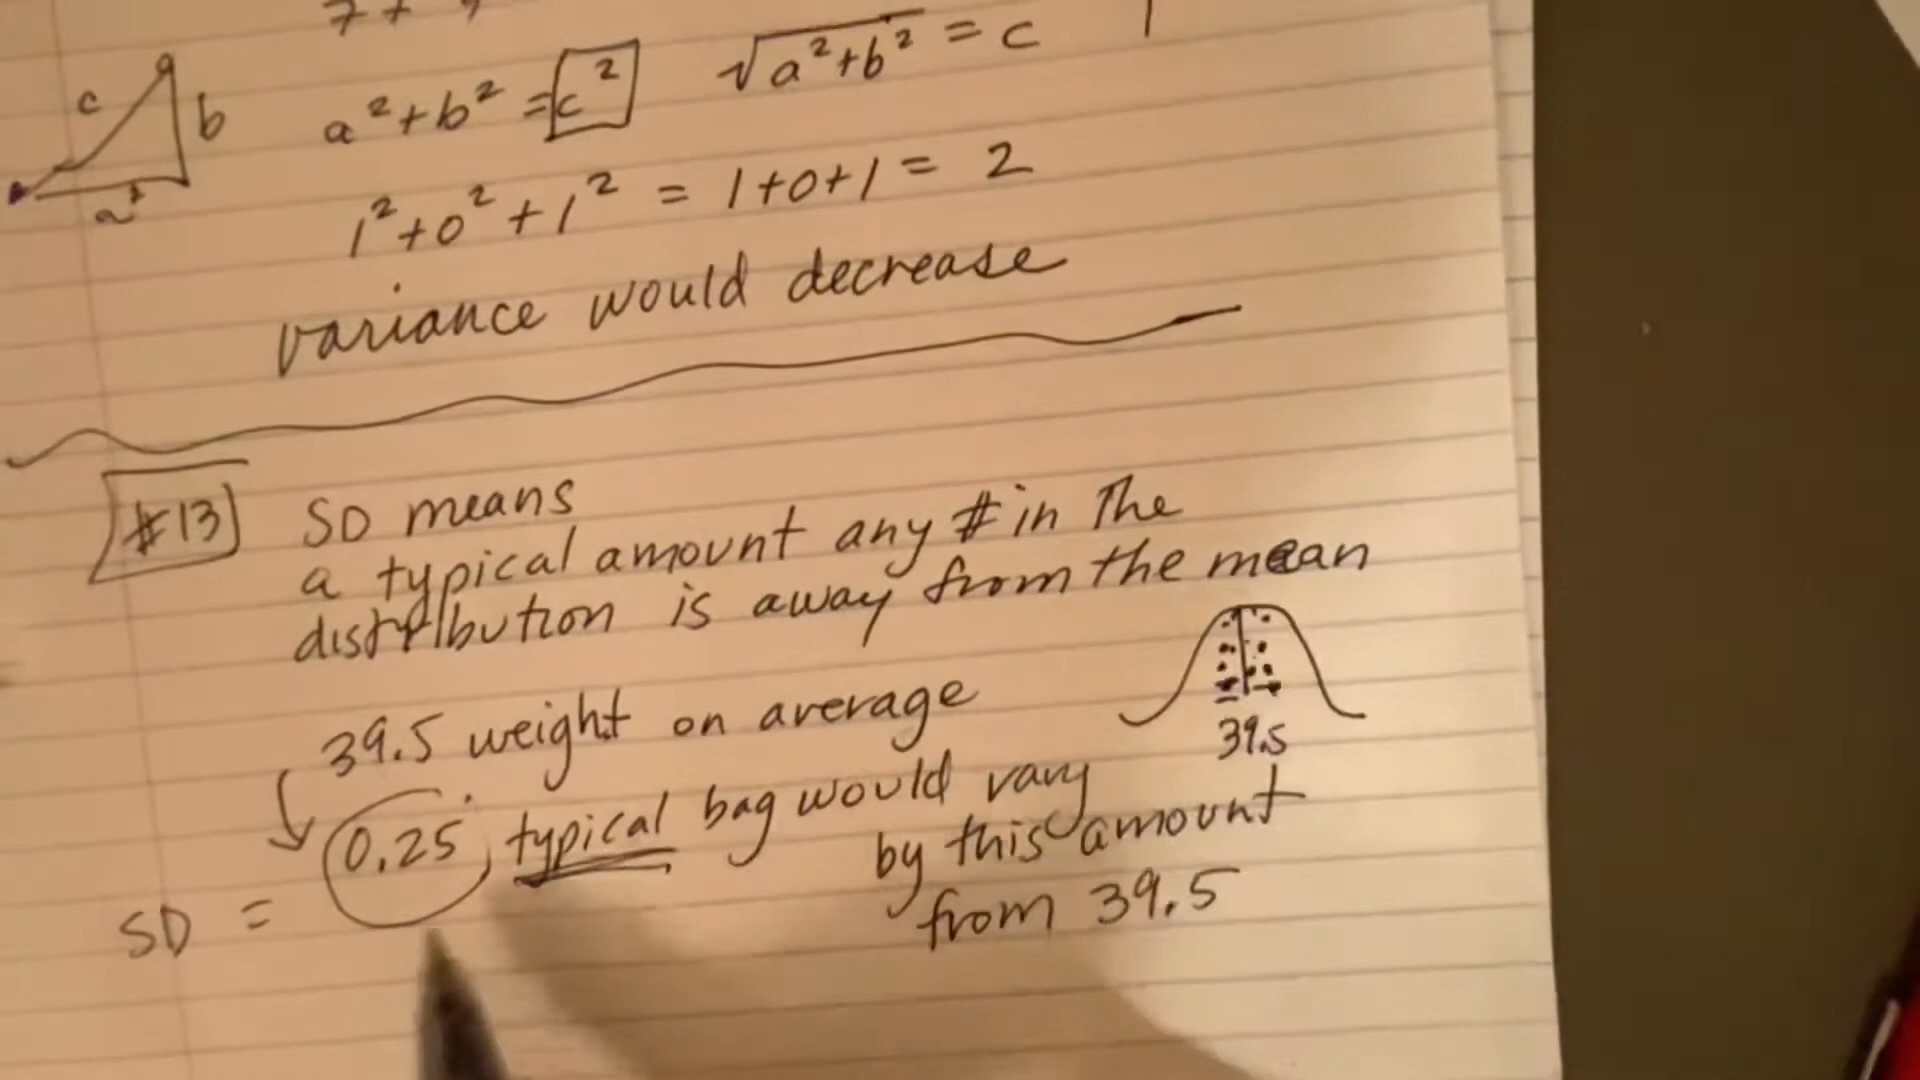 c
b
a
a² + b² = c²
√a²+b² = c
1² + 0² + 1² = 1+0+1 = 2
variance would decrease
#13
SD means
a typical amount any # in the
distribution is away from the mean
39.5 weight on average
39.5
0.25, typical bag would vary
by this amount
from 39.5
SD =